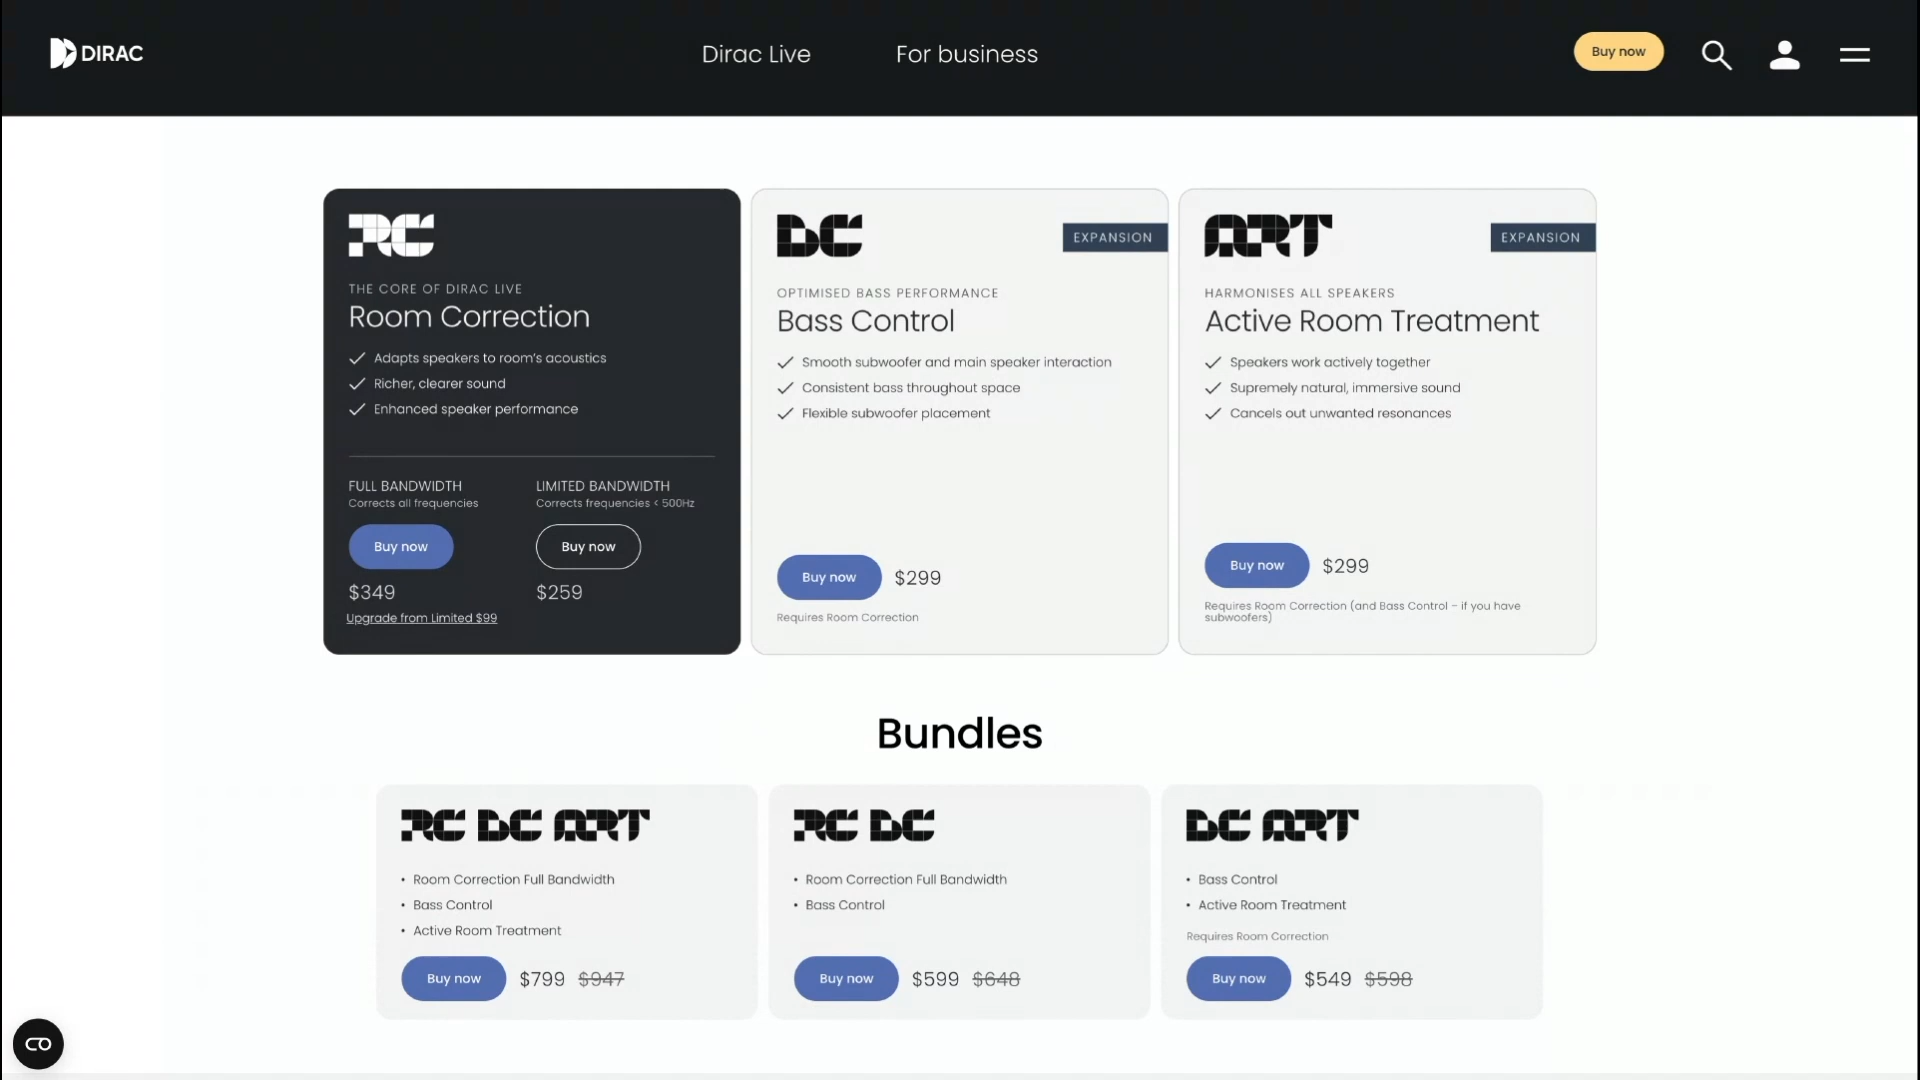 DIRAC
Dirac Live
For business
Buy now
RC
THE CORE OF DIRAC LIVE
Room Correction
Adapts speakers to room's acoustics
Richer, clearer sound
Enhanced speaker performance
FULL BANDWIDTH
Corrects all frequencies
Buy now
$349
Upgrade from Limited $99
LIMITED BANDWIDTH
Corrects frequencies < 500Hz
Buy now
$259
BC
EXPANSION
OPTIMISED BASS PERFORMANCE
Bass Control
Smooth subwoofer and main speaker interaction
Consistent bass throughout space
Flexible subwoofer placement
Buy now
$299
Requires Room Correction
ART
EXPANSION
HARMONISES ALL SPEAKERS
Active Room Treatment
Speakers work actively together
Supremely natural, immersive sound
Cancels out unwanted resonances
Buy now
$299
Requires Room Correction (and Bass Control – if you have
subwoofers)
Bundles
RC BC ART
• Room Correction Full Bandwidth
• Bass Control
• Active Room Treatment
Buy now
$799 $947
RC BC
• Room Correction Full Bandwidth
• Bass Control
Buy now
$599 $648
BC ART
• Bass Control
• Active Room Treatment
Requires Room Correction
Buy now
$549 $598